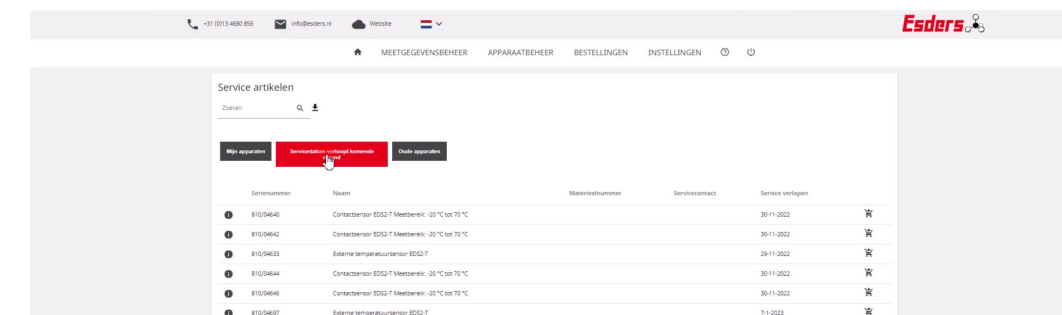 +31 (0)13 4680 856 info@esders.nl Website Esders
MEETGEGEVENSBEHEER APPARAATBEHEER BESTELLINGEN INSTELLINGEN
Service artikelen
Zoeken
Mijn apparaten Servicedatum verloopt komende Oude apparaten
Serienummer Naam Materieelnummer Servicecontact Service verlopen
810/04640 Contactsensor EDS2-T Meetbereik: -20 °C tot 70 °C 30-11-2022
810/04642 Contactsensor EDS2-T Meetbereik: -20 °C tot 70 °C 30-11-2022
810/04633 Externe temperatuursensor EDS2-T 29-11-2022
810/04644 Contactsensor EDS2-T Meetbereik: -20 °C tot 70 °C 30-11-2022
810/04646 Contactsensor EDS2-T Meetbereik: -20 °C tot 70 °C 30-11-2022
810/04697 Externe temperatuursensor EDS2-T 7-1-2023